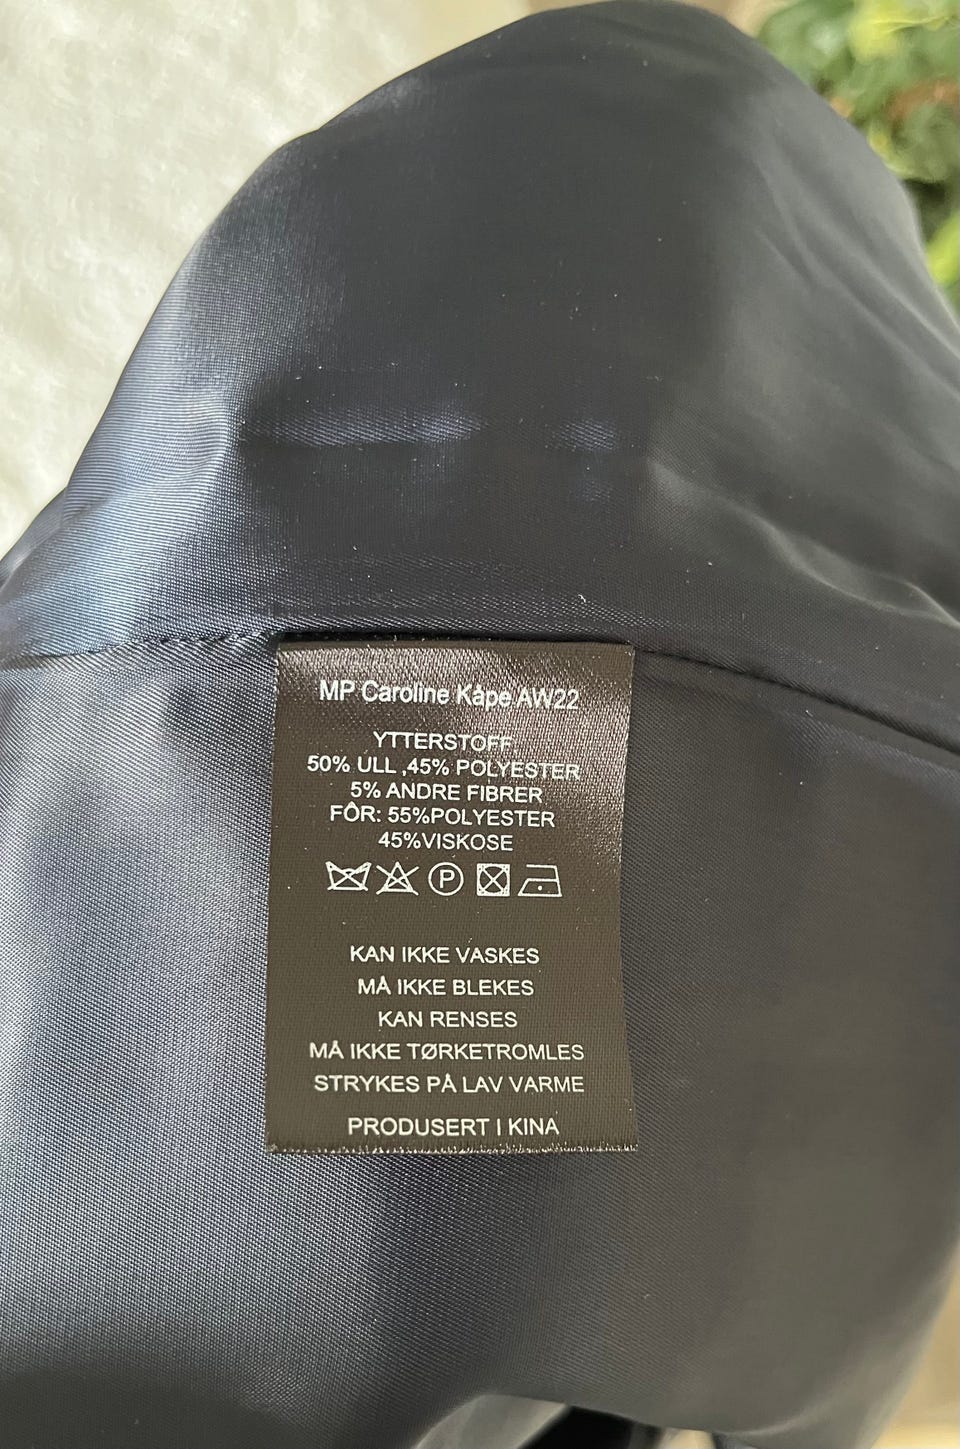 MP Caroline Kåpe AW22
YTTERSTOFF
50% ULL ,45% POLYESTER
5% ANDRE FIBRER
FÔR: 55%POLYESTER
45%VISKOSE
P
KAN IKKE VASKES
MÅ IKKE BLEKES
KAN RENSES
MÅ IKKE TØRKETROMLES
STRYKES PÅ LAV VARME
PRODUSERT I KINA